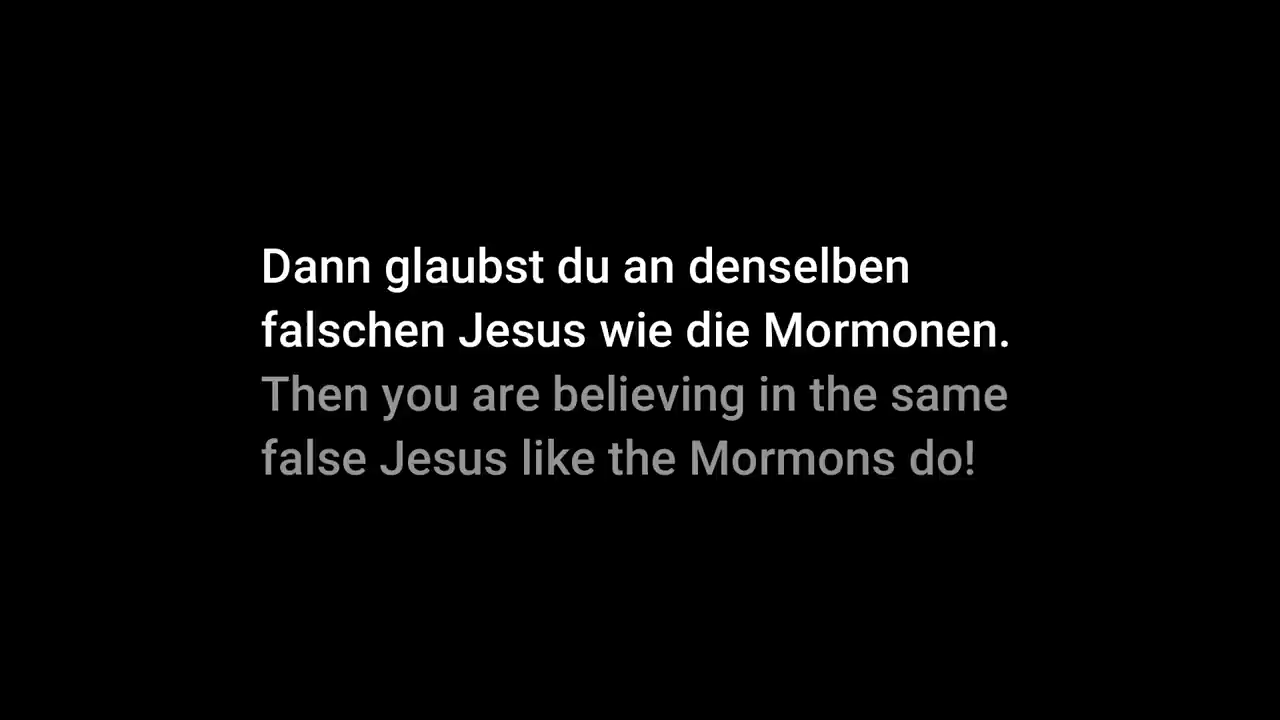 Dann glaubst du an denselben
falschen Jesus wie die Mormonen.
Then you are believing in the same
false Jesus like the Mormons do!